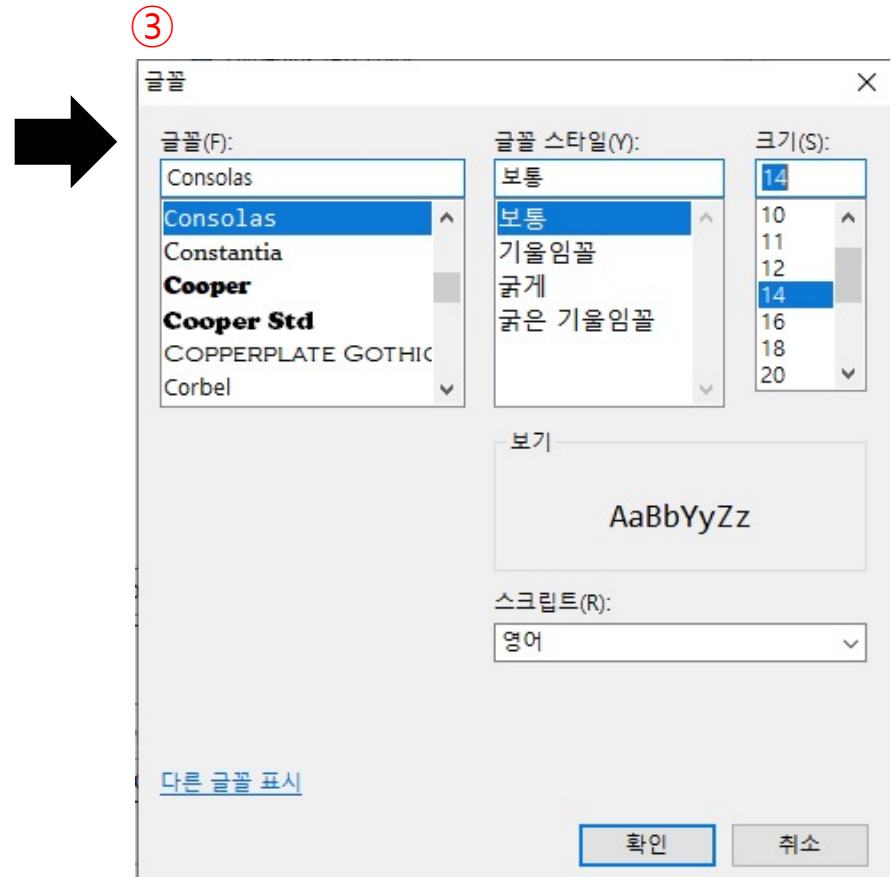 ③
글꼴
글꼴(F):
Consolas
Consolas
Constantia
Cooper
Cooper Std
COPPERPLATE GOTHIC
Corbel
글꼴 스타일(Y):
보통
보통
기울임꼴
굵게
굵은 기울임꼴
크기(S):
14
10
11
12
14
16
18
20
보기
AaBbYyZz
스크립트(R):
영어
다른 글꼴 표시
확인
취소